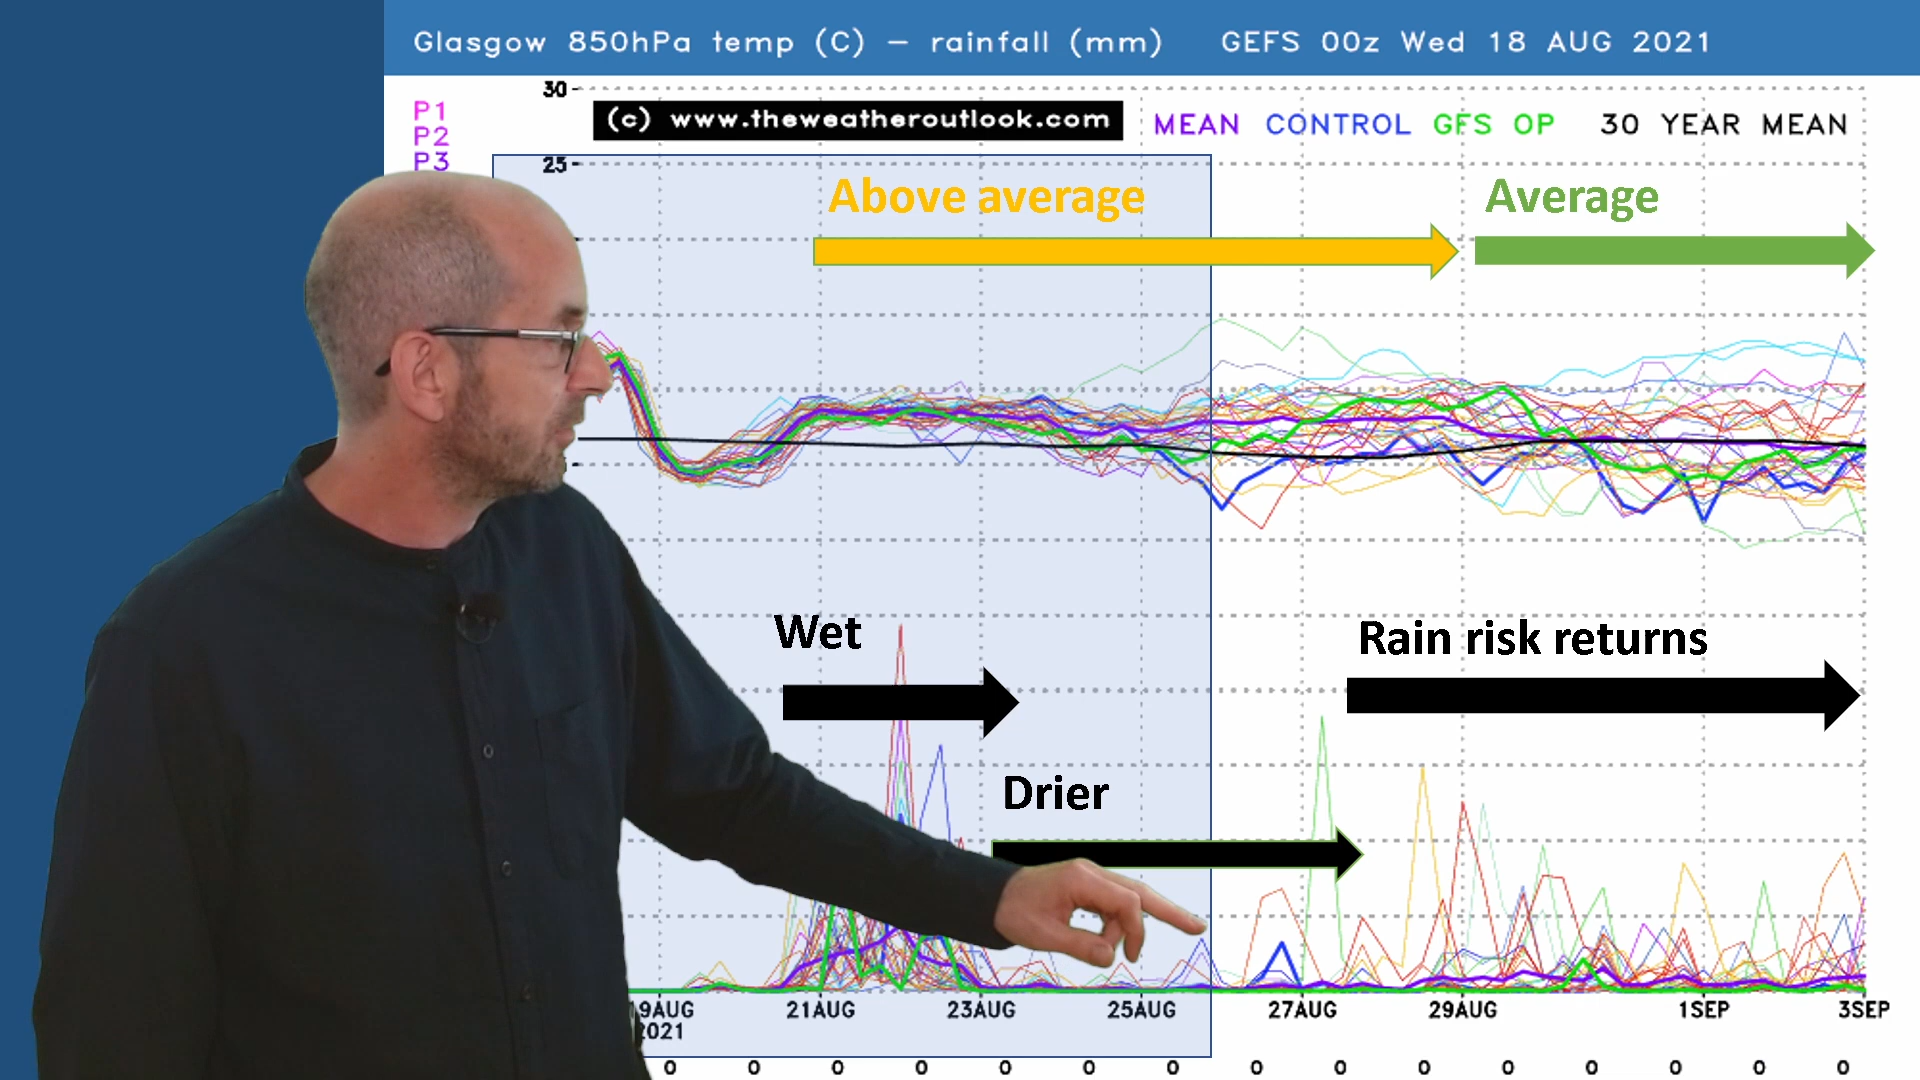 Glasgow 850hPa temp (C) – rainfall (mm) GEFS 00z Wed 18 AUG 2021
30
(c) www.theweatheroutlook.com
MEAN CONTROL GFS OP 30 YEAR MEAN
P1
P2
P3
25
Above average
Average
Wet
Rain risk returns
Drier
19AUG 21AUG 23AUG 25AUG 27AUG 29AUG 1SEP 3SEP
2021
0 0 0 0 0 0 0 0 0 0 0 0 0 0 0